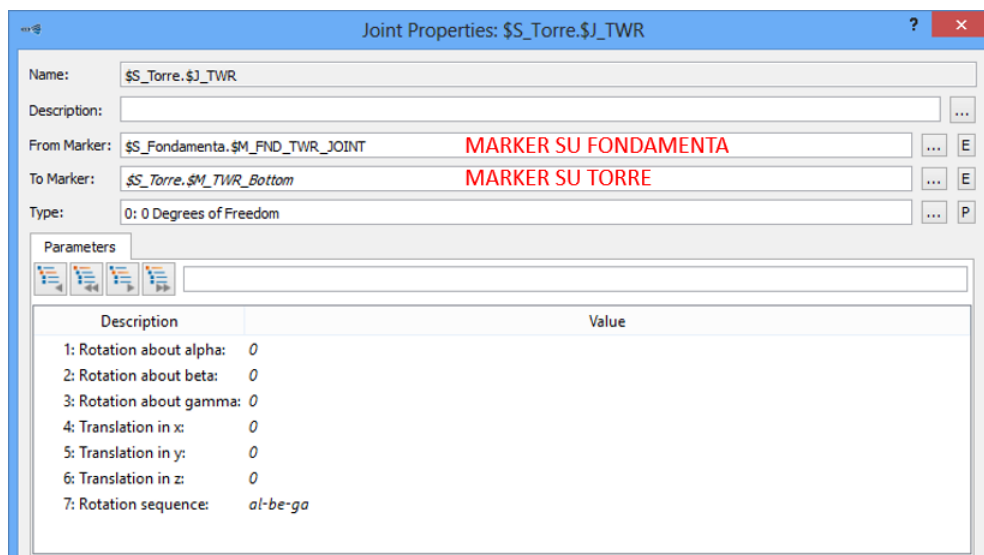 Joint Properties: $S_Torre.$J_TWR ? ×
Name: $S_Torre.$J_TWR
Description: ...
From Marker: $S_Fondamenta.$M_FND_TWR_JOINT MARKER SU FONDAMENTA ... E
To Marker: $S_Torre.$M_TWR_Bottom MARKER SU TORRE ... E
Type: 0: 0 Degrees of Freedom ... P
Parameters
Description Value
1: Rotation about alpha: 0
2: Rotation about beta: 0
3: Rotation about gamma: 0
4: Translation in x: 0
5: Translation in y: 0
6: Translation in z: 0
7: Rotation sequence: al-be-ga